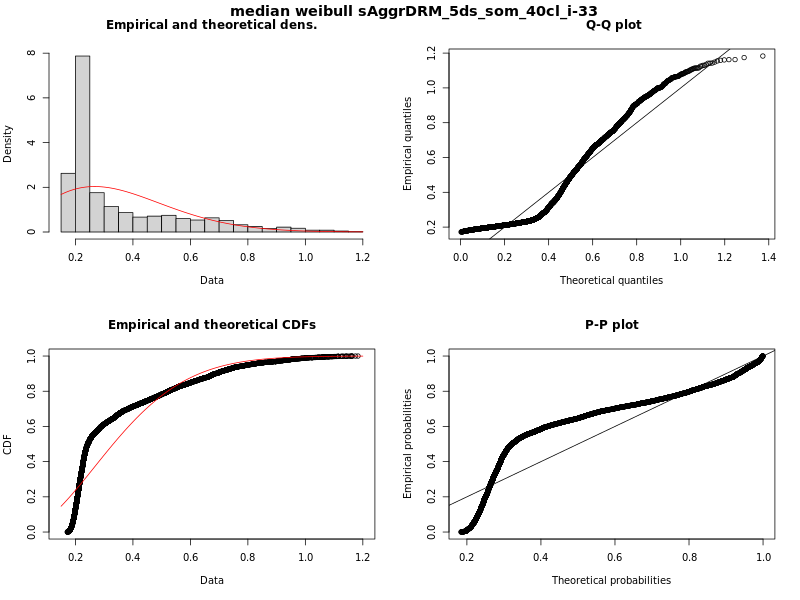 median weibull sAggrDRM_5ds_som_40cl_i-33
Empirical and theoretical dens.
Density
0 2 4 6 8
0.2 0.4 0.6 0.8 1.0 1.2
Data
Q-Q plot
Empirical quantiles
0.2 0.4 0.6 0.8 1.0 1.2
0.0 0.2 0.4 0.6 0.8 1.0 1.2 1.4
Theoretical quantiles
Empirical and theoretical CDFs
CDF
0.0 0.2 0.4 0.6 0.8 1.0
0.2 0.4 0.6 0.8 1.0 1.2
Data
P-P plot
Empirical probabilities
0.0 0.2 0.4 0.6 0.8 1.0
0.2 0.4 0.6 0.8 1.0
Theoretical probabilities